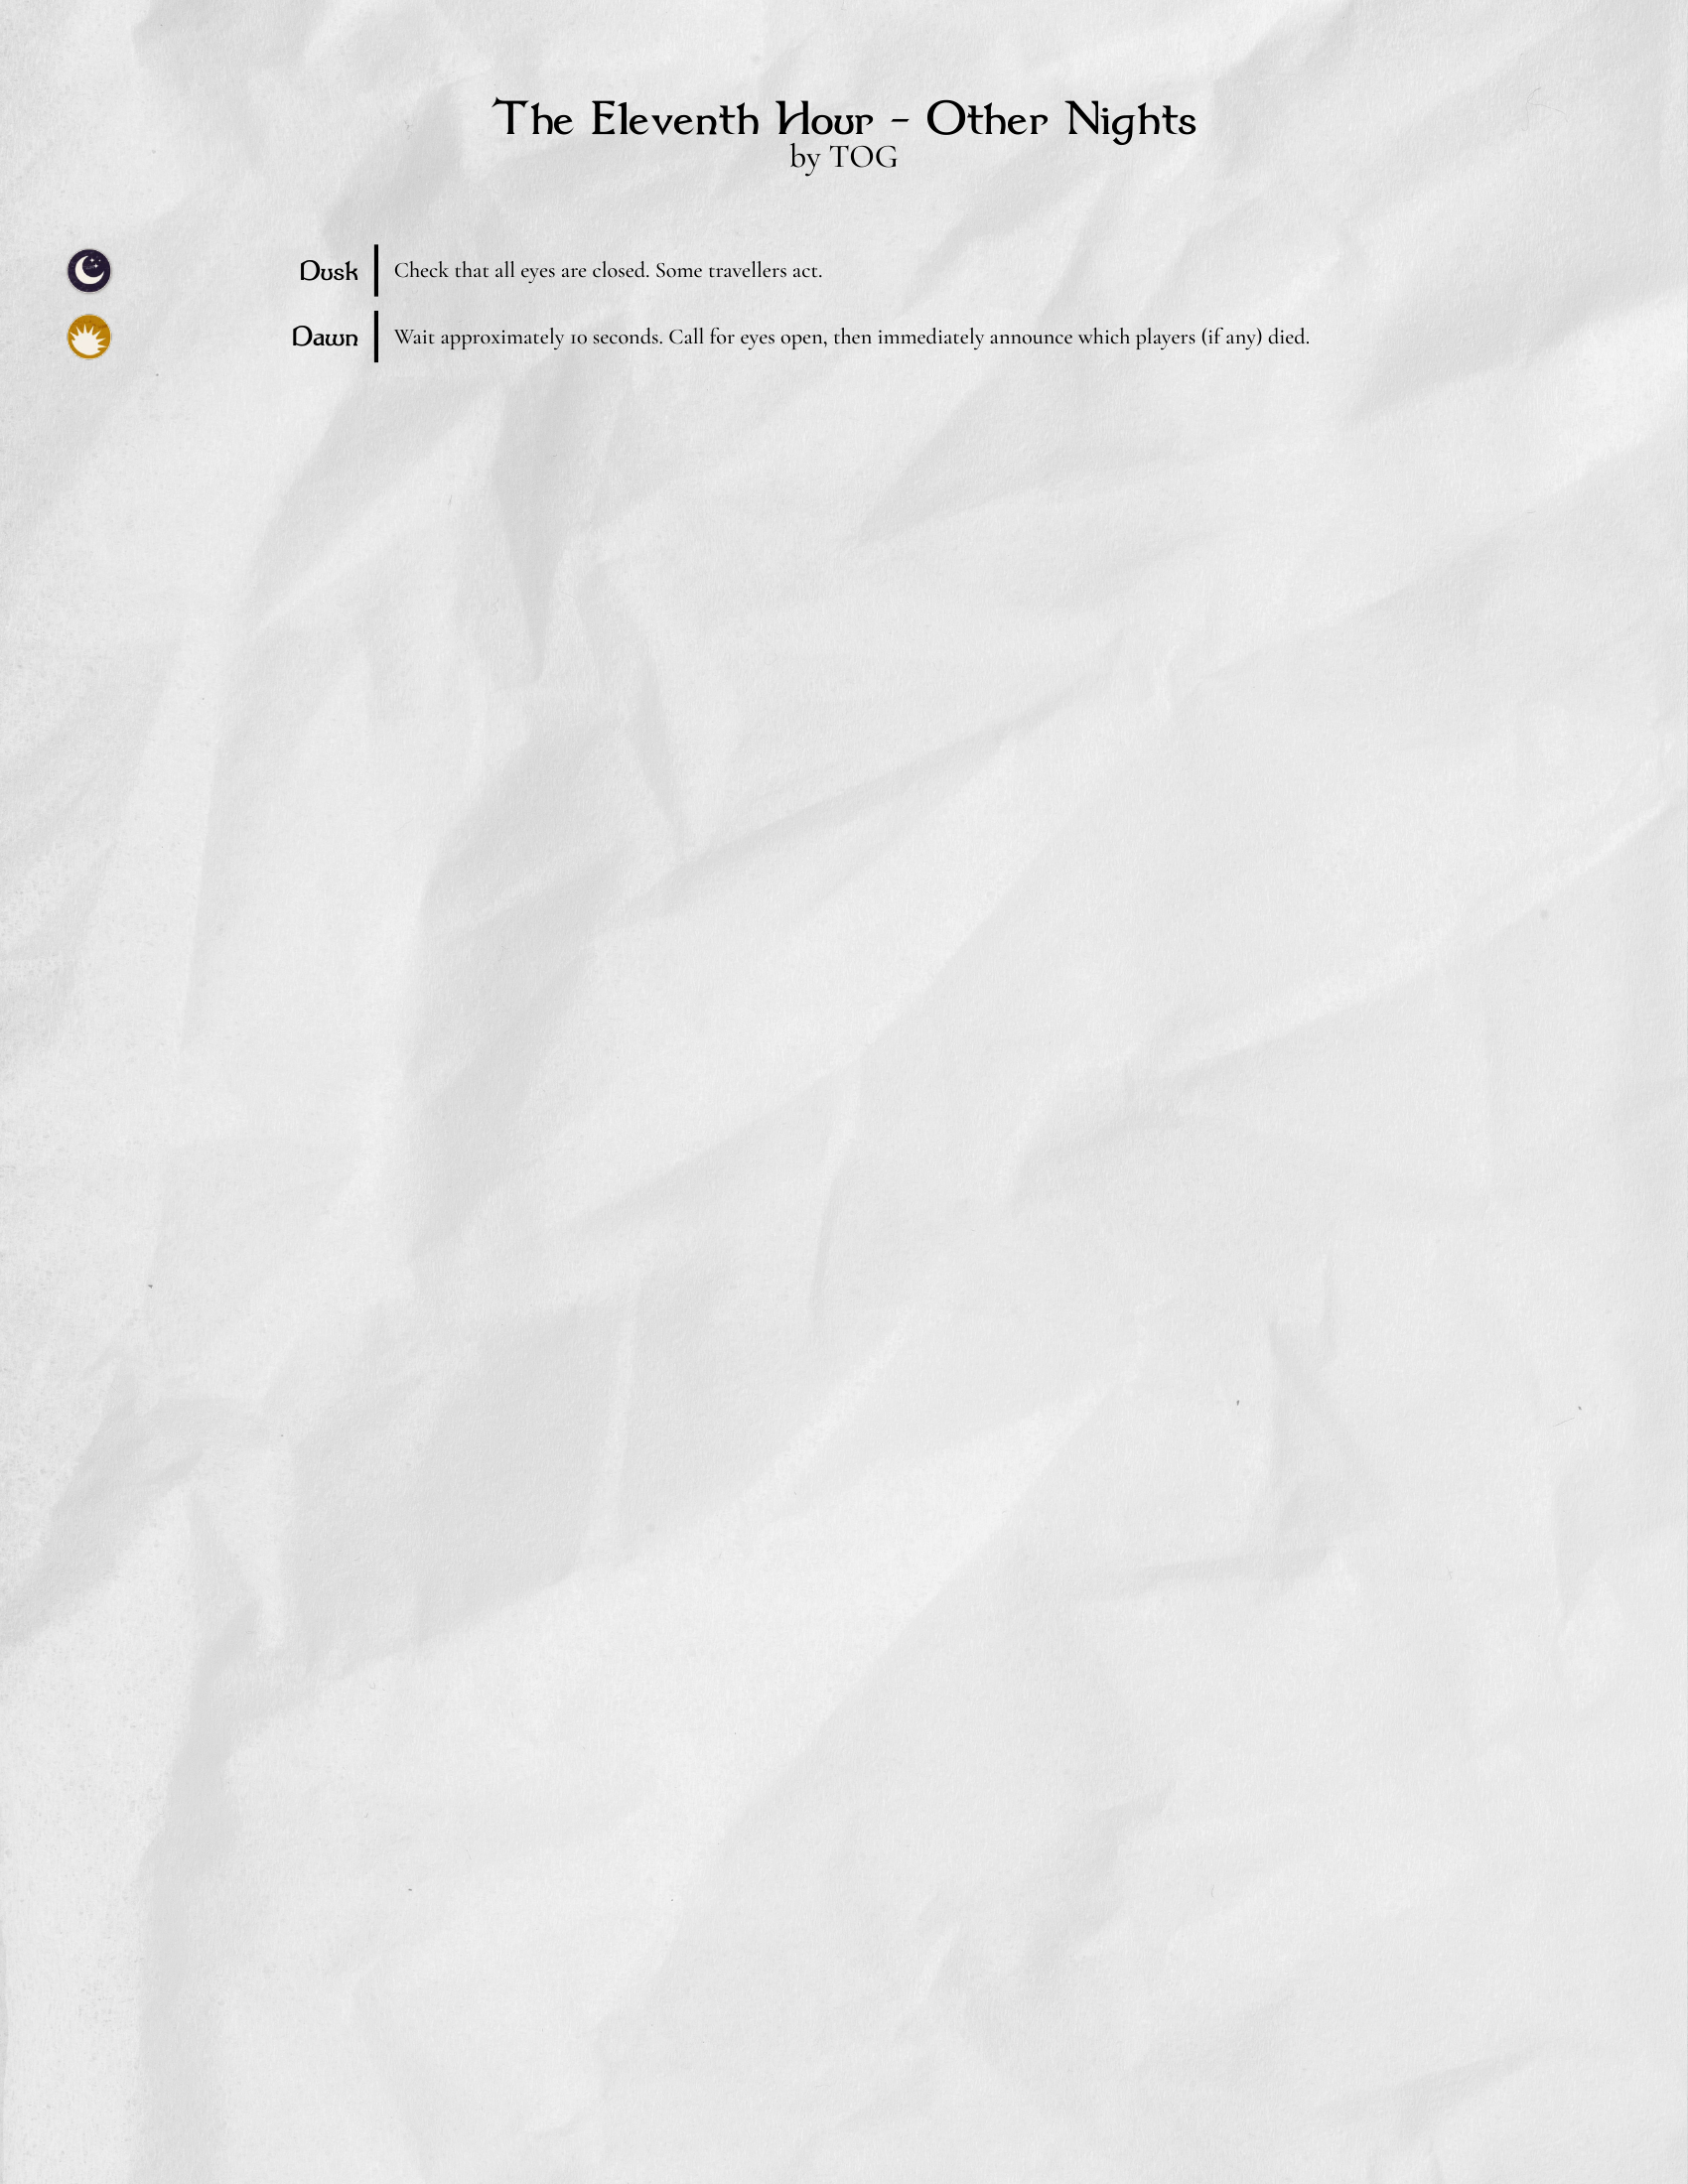 The Eleventh Hour - Other Nights
by TOG
Dusk Check that all eyes are closed. Some travellers act.
Dawn Wait approximately 10 seconds. Call for eyes open, then immediately announce which players (if any) died.